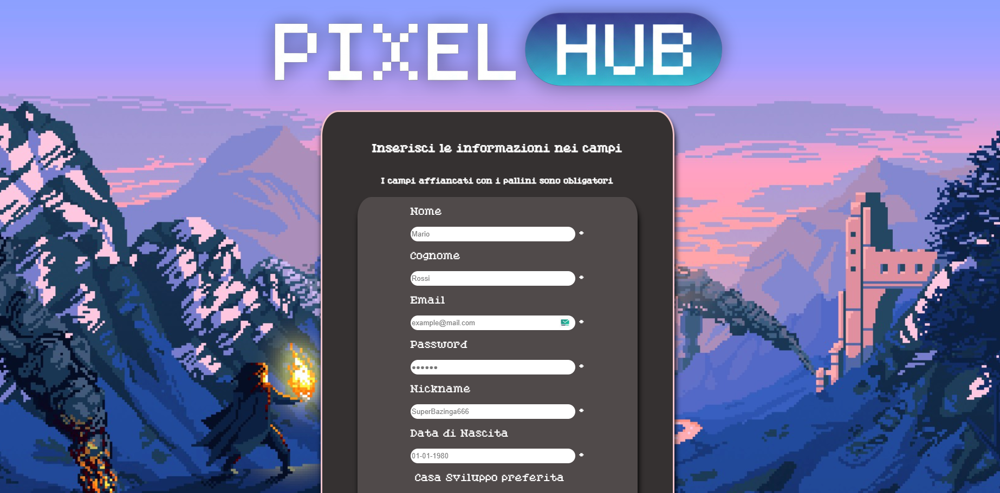 PIXEL HUB
Inserisci le informazioni nei campi
I campi affiancati con i pallini sono obligatori
Nome
Mario
Cognome
Rossi
Email
example@mail.com
Password
••••••
Nickname
SuperBazinga666
Data di Nascita
01-01-1980
Casa Sviluppo preferita